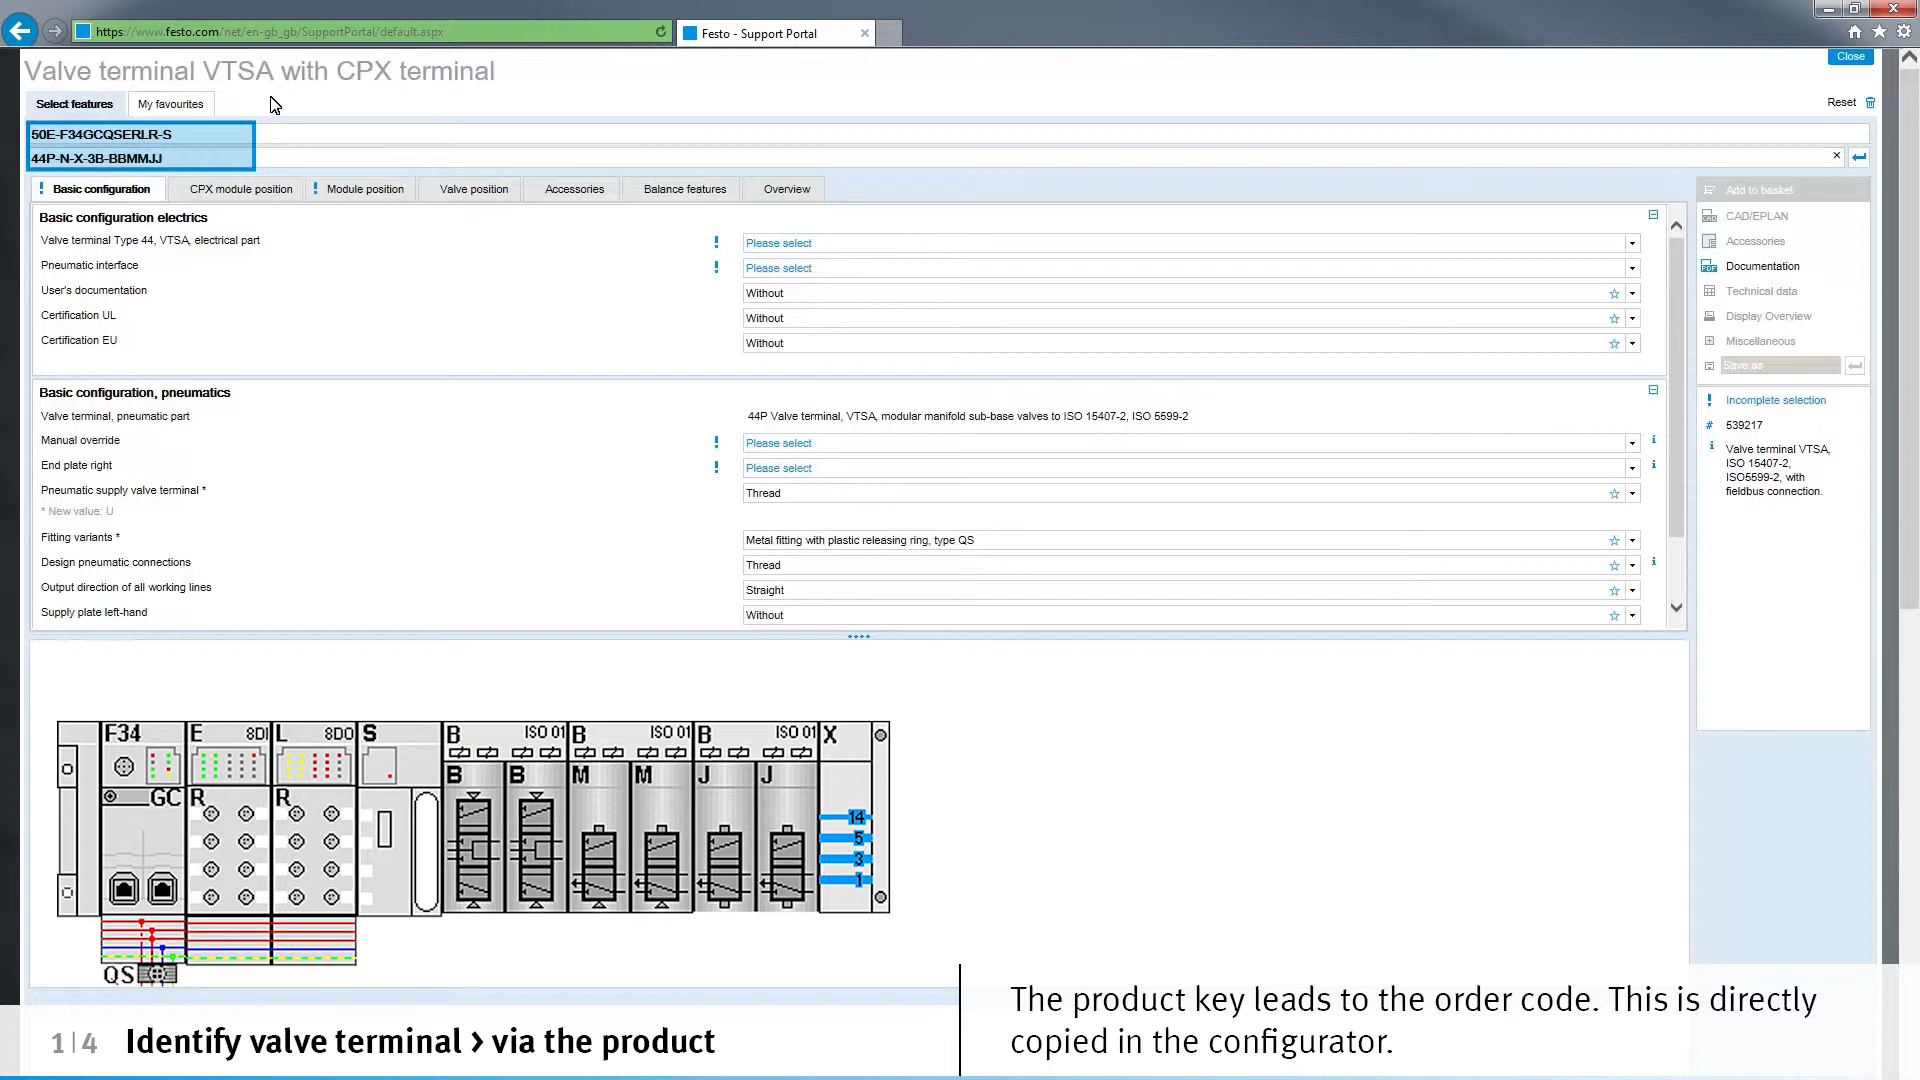 https://www.festo.com/net/en-gb_gb/SupportPortal/default.aspx
Festo - Support Portal
Valve terminal VTSA with CPX terminal
Close
Select features
My favourites
Reset
50E-F34GCQSERLR-S
44P-N-X-3B-BBMMJJ
Basic configuration
CPX module position
Module position
Valve position
Accessories
Balance features
Overview
Add to basket
CAD/EPLAN
Accessories
Documentation
Technical data
Display Overview
Miscellaneous
Save as
Incomplete selection
# 539217
Valve terminal VTSA,
ISO 15407-2,
ISO5599-2, with
fieldbus connection.
Basic configuration electrics
Valve terminal Type 44, VTSA, electrical part ! Please select
Pneumatic interface ! Please select
User's documentation Without
Certification UL Without
Certification EU Without
Basic configuration, pneumatics
Valve terminal, pneumatic part 44P Valve terminal, VTSA, modular manifold sub-base valves to ISO 15407-2, ISO 5599-2
Manual override ! Please select
End plate right ! Please select
Pneumatic supply valve terminal * Thread
* New value: U
Fitting variants * Metal fitting with plastic releasing ring, type QS
Design pneumatic connections Thread
Output direction of all working lines Straight
Supply plate left-hand Without
F34 E 8DI L 8DO S B ISO 01 B ISO 01 B ISO 01 X
B B M M J J
GC R R
14
5
3
1
QS
1|4 Identify valve terminal > via the product
The product key leads to the order code. This is directly
copied in the configurator.